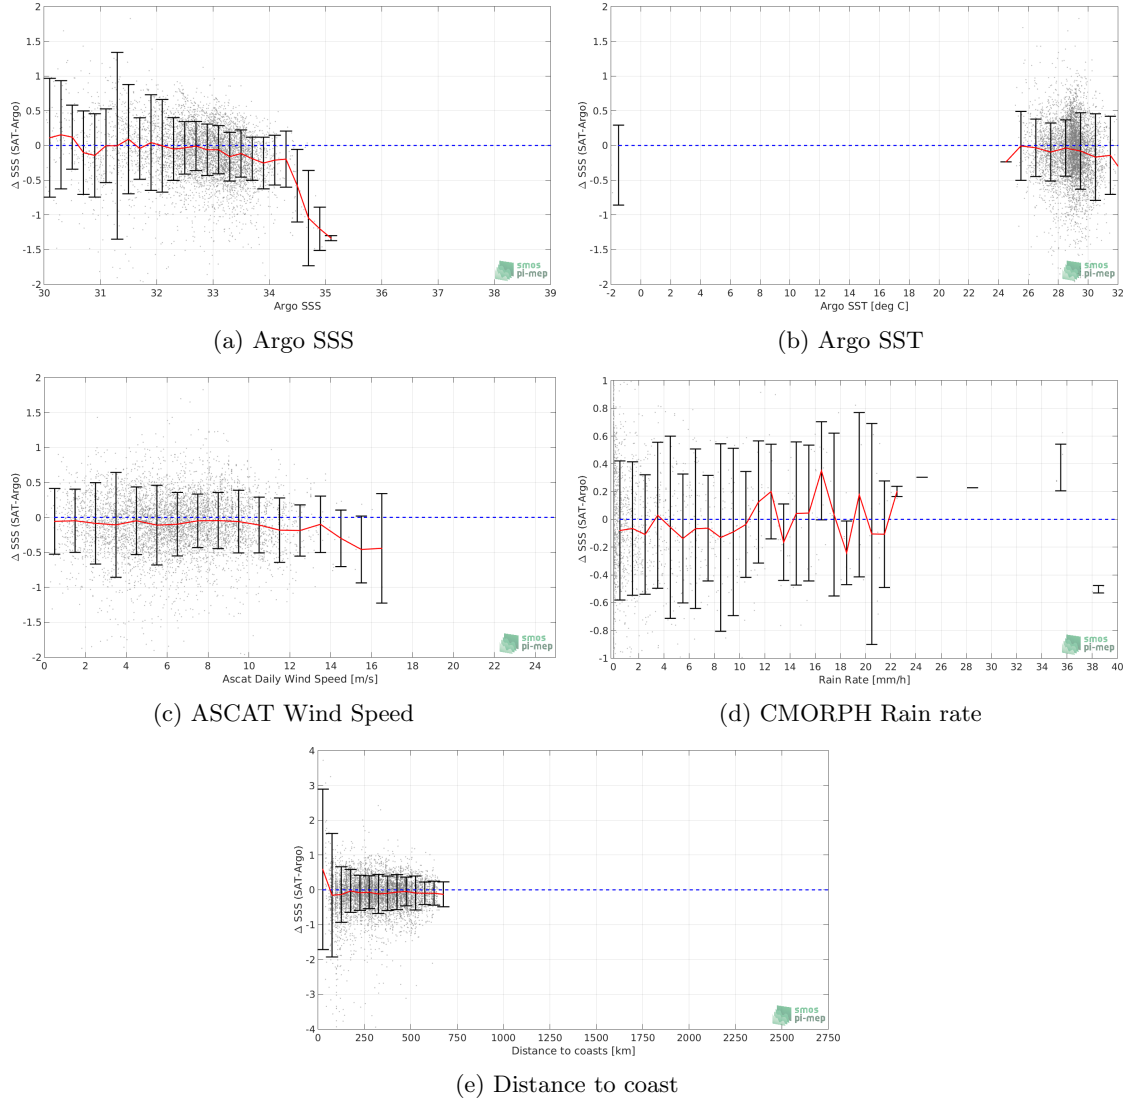 2
1.5
1
0.5
0
-0.5
-1
-1.5
-2
30 31 32 33 34 35 36 37 38 39
Δ SSS (SAT-Argo)
Argo SSS
smos
pi-mep
(a) Argo SSS
2
1.5
1
0.5
0
-0.5
-1
-1.5
-2
-2 0 2 4 6 8 10 12 14 16 18 20 22 24 26 28 30 32
Δ SSS (SAT-Argo)
Argo SST [deg C]
smos
pi-mep
(b) Argo SST
2
1.5
1
0.5
0
-0.5
-1
-1.5
-2
0 2 4 6 8 10 12 14 16 18 20 22 24
Δ SSS (SAT-Argo)
Ascat Daily Wind Speed [m/s]
smos
pi-mep
(c) ASCAT Wind Speed
1
0.8
0.6
0.4
0.2
0
-0.2
-0.4
-0.6
-0.8
-1
0 2 4 6 8 10 12 14 16 18 20 22 24 26 28 30 32 34 36 38 40
Δ SSS (SAT-Argo)
Rain Rate [mm/h]
smos
pi-mep
(d) CMORPH Rain rate
4
3
2
1
0
-1
-2
-3
-4
0 250 500 750 1000 1250 1500 1750 2000 2250 2500 2750
Δ SSS (SAT-Argo)
Distance to coasts [km]
smos
pi-mep
(e) Distance to coast